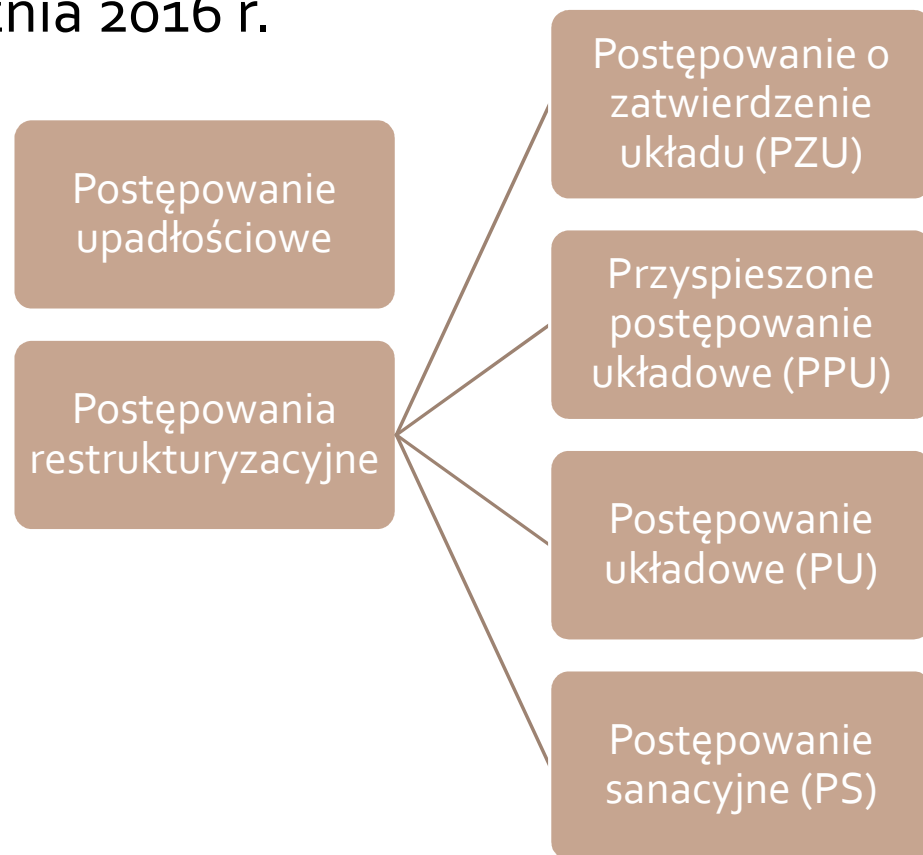 2016 r.
Postępowanie
upadłościowe
Postępowania
restrukturyzacyjne
Postępowanie o
zatwierdzenie
układu (PZU)
Przyspieszone
postępowanie
układowe (PPU)
Postępowanie
układowe (PU)
Postępowanie
sanacyjne (PS)